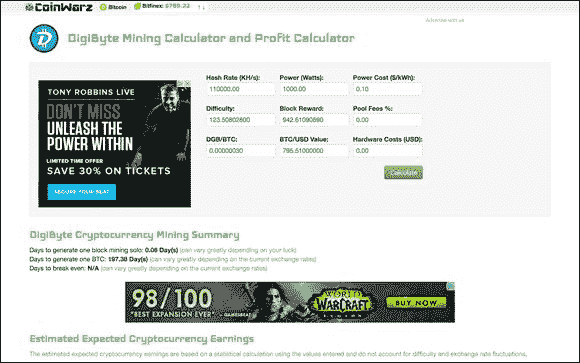 CoinWarz Bitcoin Bitfinex: $789.22
Advertise with us
DigiByte Mining Calculator and Profit Calculator
TONY ROBBINS LIVE
DON'T MISS
UNLEASH THE
POWER WITHIN
LIMITED TIME OFFER
SAVE 30% ON TICKETS
SECURE YOUR SEAT
Hash Rate (KH/s): Power (Watts): Power Cost ($/kWh):
110000.00 1000.00 0.10
Difficulty: Block Reward: Pool Fees %:
123.50802800 942.61090890 0.00
DGB/BTC: BTC/USD Value: Hardware Costs (USD):
0.00000030 795.51000000 0.00
Calculate
DigiByte Cryptocurrency Mining Summary
Days to generate one block mining solo: 0.06 Day(s) (can vary greatly depending on your luck)
Days to generate one BTC: 197.38 Day(s) (can vary greatly depending on the current exchange rates)
Days to break even: N/A (can vary greatly depending on the current exchange rates)
98/100
"BEST EXPANSION EVER" - GAMESBEAT
WORLD
WARCRAFT
LEGION
BUY NOW
Estimated Expected Cryptocurrency Earnings
The estimated expected cryptocurrency earnings are based on a statistical calculation using the values entered and do not account for difficulty and exchange rate fluctuations,